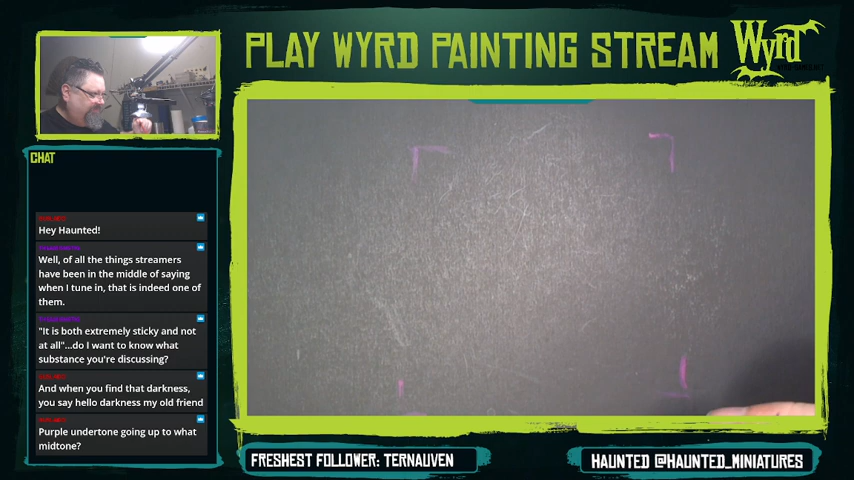 PLAY WYRD PAINTING STREAM
Wyrd
CHAT
Hey Haunted!
Well, of all the things streamers
have been in the middle of saying
when I tune in, that is indeed one of
them.
"It is both extremely sticky and not
at all"...do I want to know what
substance you're discussing?
And when you find that darkness,
you say hello darkness my old friend
Purple undertone going up to what
midtone?
FRESHEST FOLLOWER: TERNAUVEN
HAUNTED @HAUNTED_MINIATURES